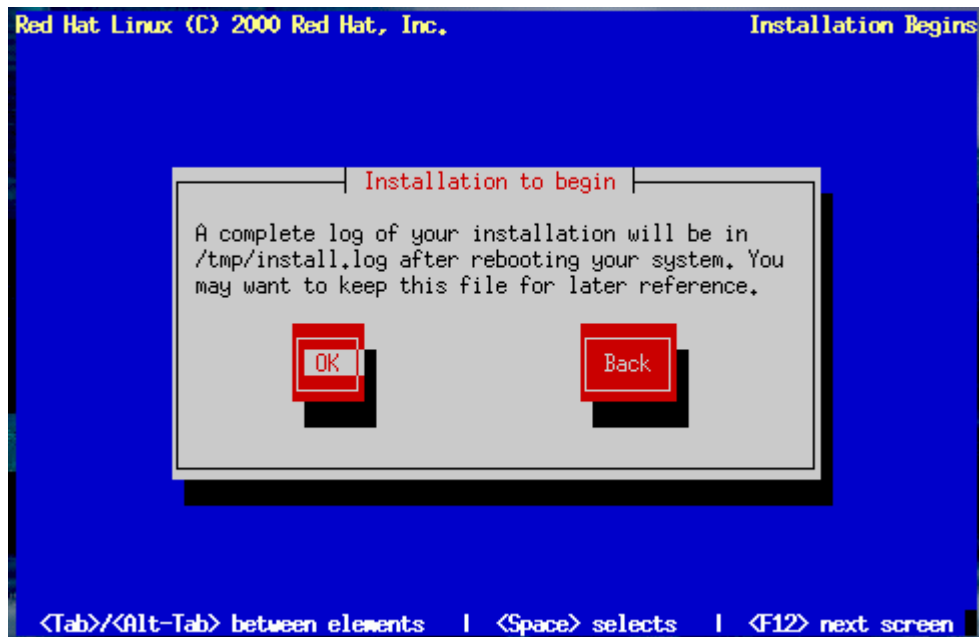 Red Hat Linux (C) 2000 Red Hat, Inc. Installation Begins
Installation to begin
A complete log of your installation will be in
/tmp/install.log after rebooting your system. You
may want to keep this file for later reference.
OK Back
<Tab>/<Alt-Tab> between elements | <Space> selects | <F12> next screen